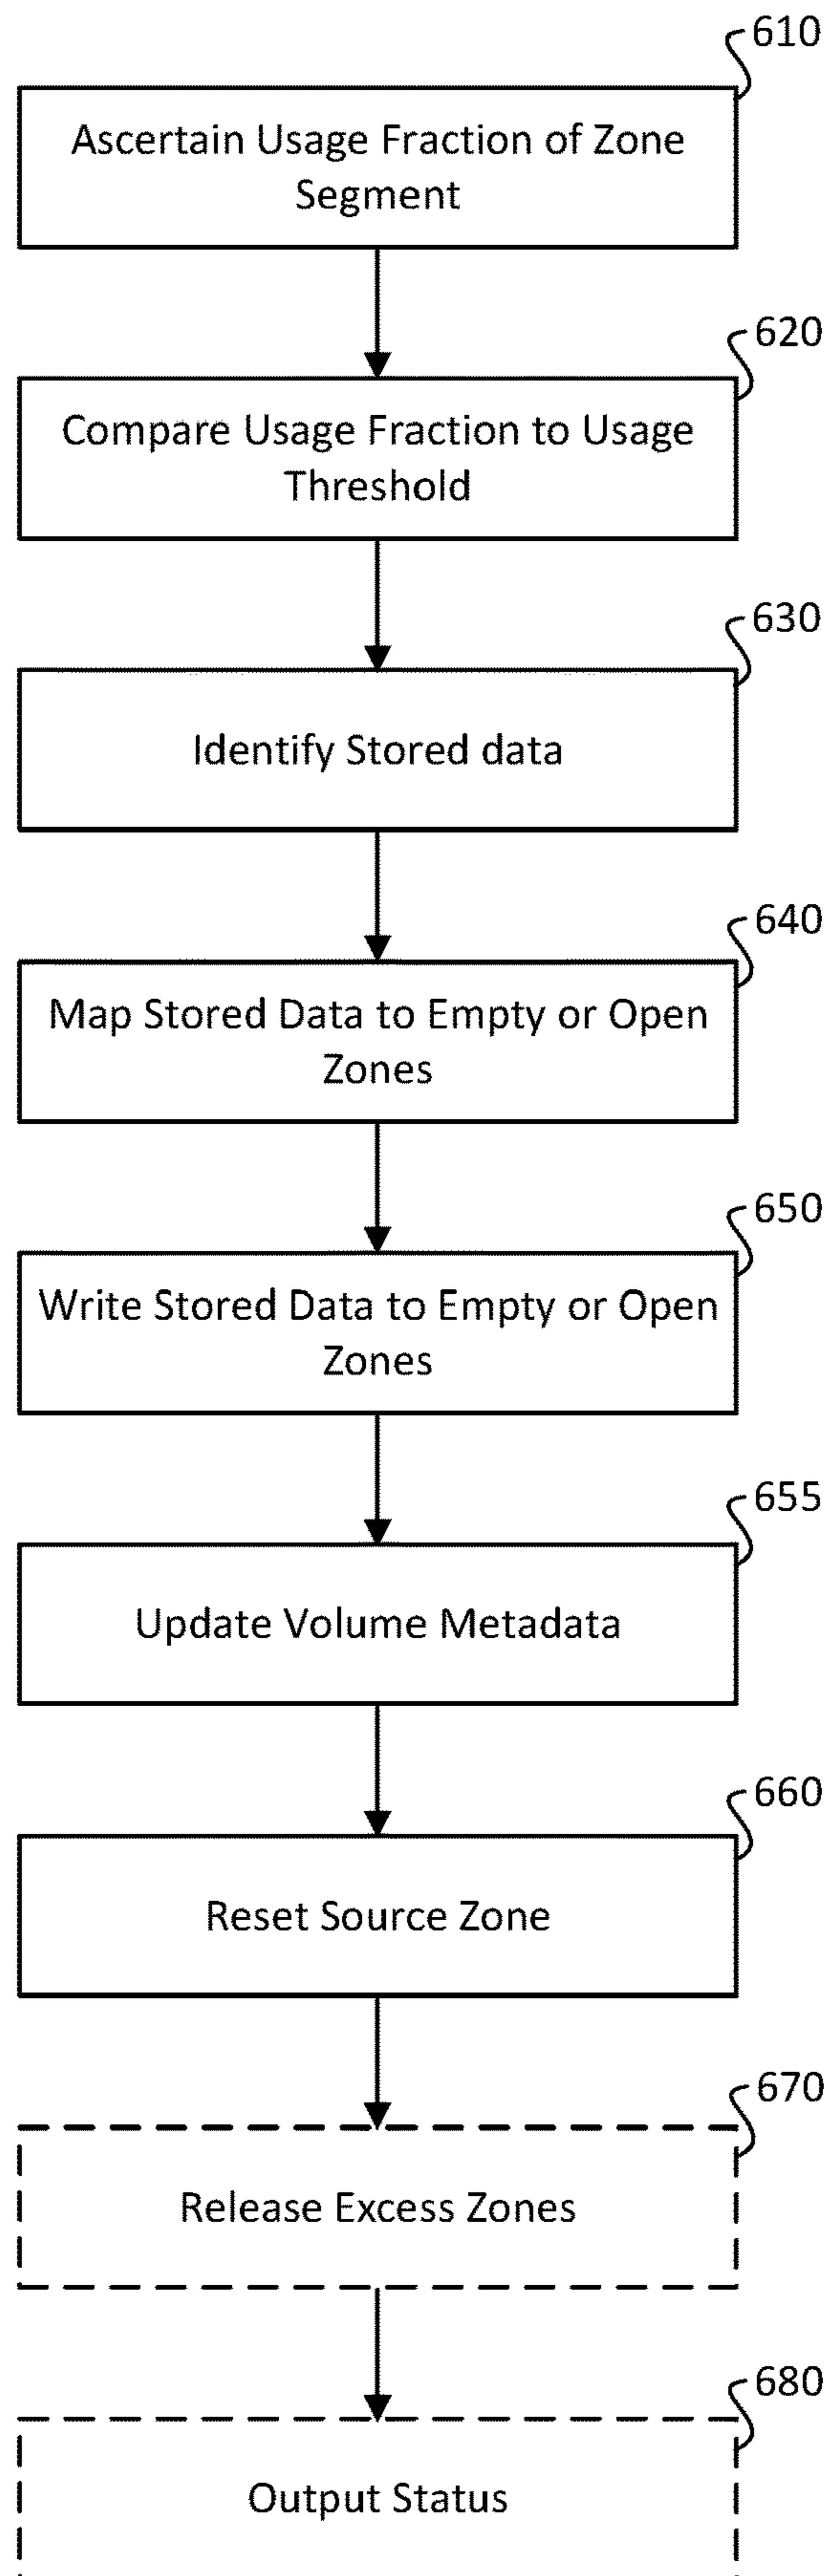 610
Ascertain Usage Fraction of Zone
Segment
620
Compare Usage Fraction to Usage
Threshold
630
Identify Stored data
640
Map Stored Data to Empty or Open
Zones
650
Write Stored Data to Empty or Open
Zones
655
Update Volume Metadata
660
Reset Source Zone
670
Release Excess Zones
680
Output Status